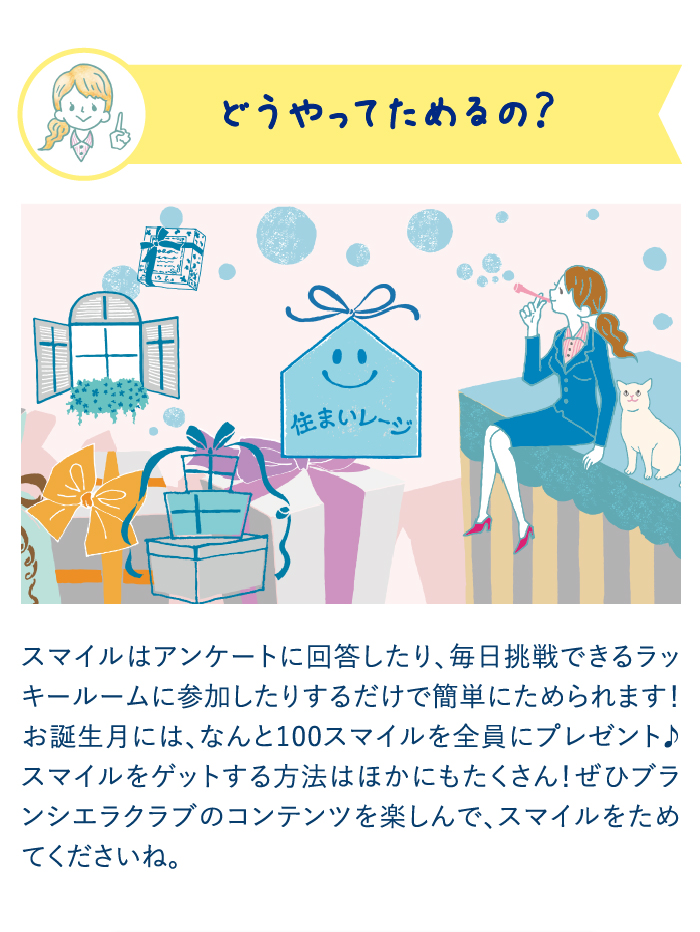 どうやってためるの?
住まいレージ
スマイルはアンケートに回答したり、毎日挑戦できるラッ
キールームに参加したりするだけで簡単にためられます!
お誕生月には、なんと100スマイルを全員にプレゼント♪
スマイルをゲットする方法はほかにもたくさん!ぜひブラ
ンシエラクラブのコンテンツを楽しんで、スマイルをため
てくださいね。